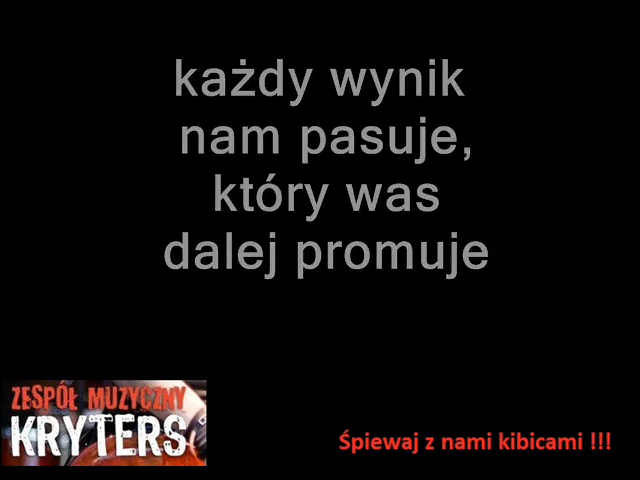 każdy wynik
nam pasuje,
który was
dalej promuje
ZESPÓŁ MUZYCZNY
KRYTERS
Śpiewaj z nami kibicami !!!